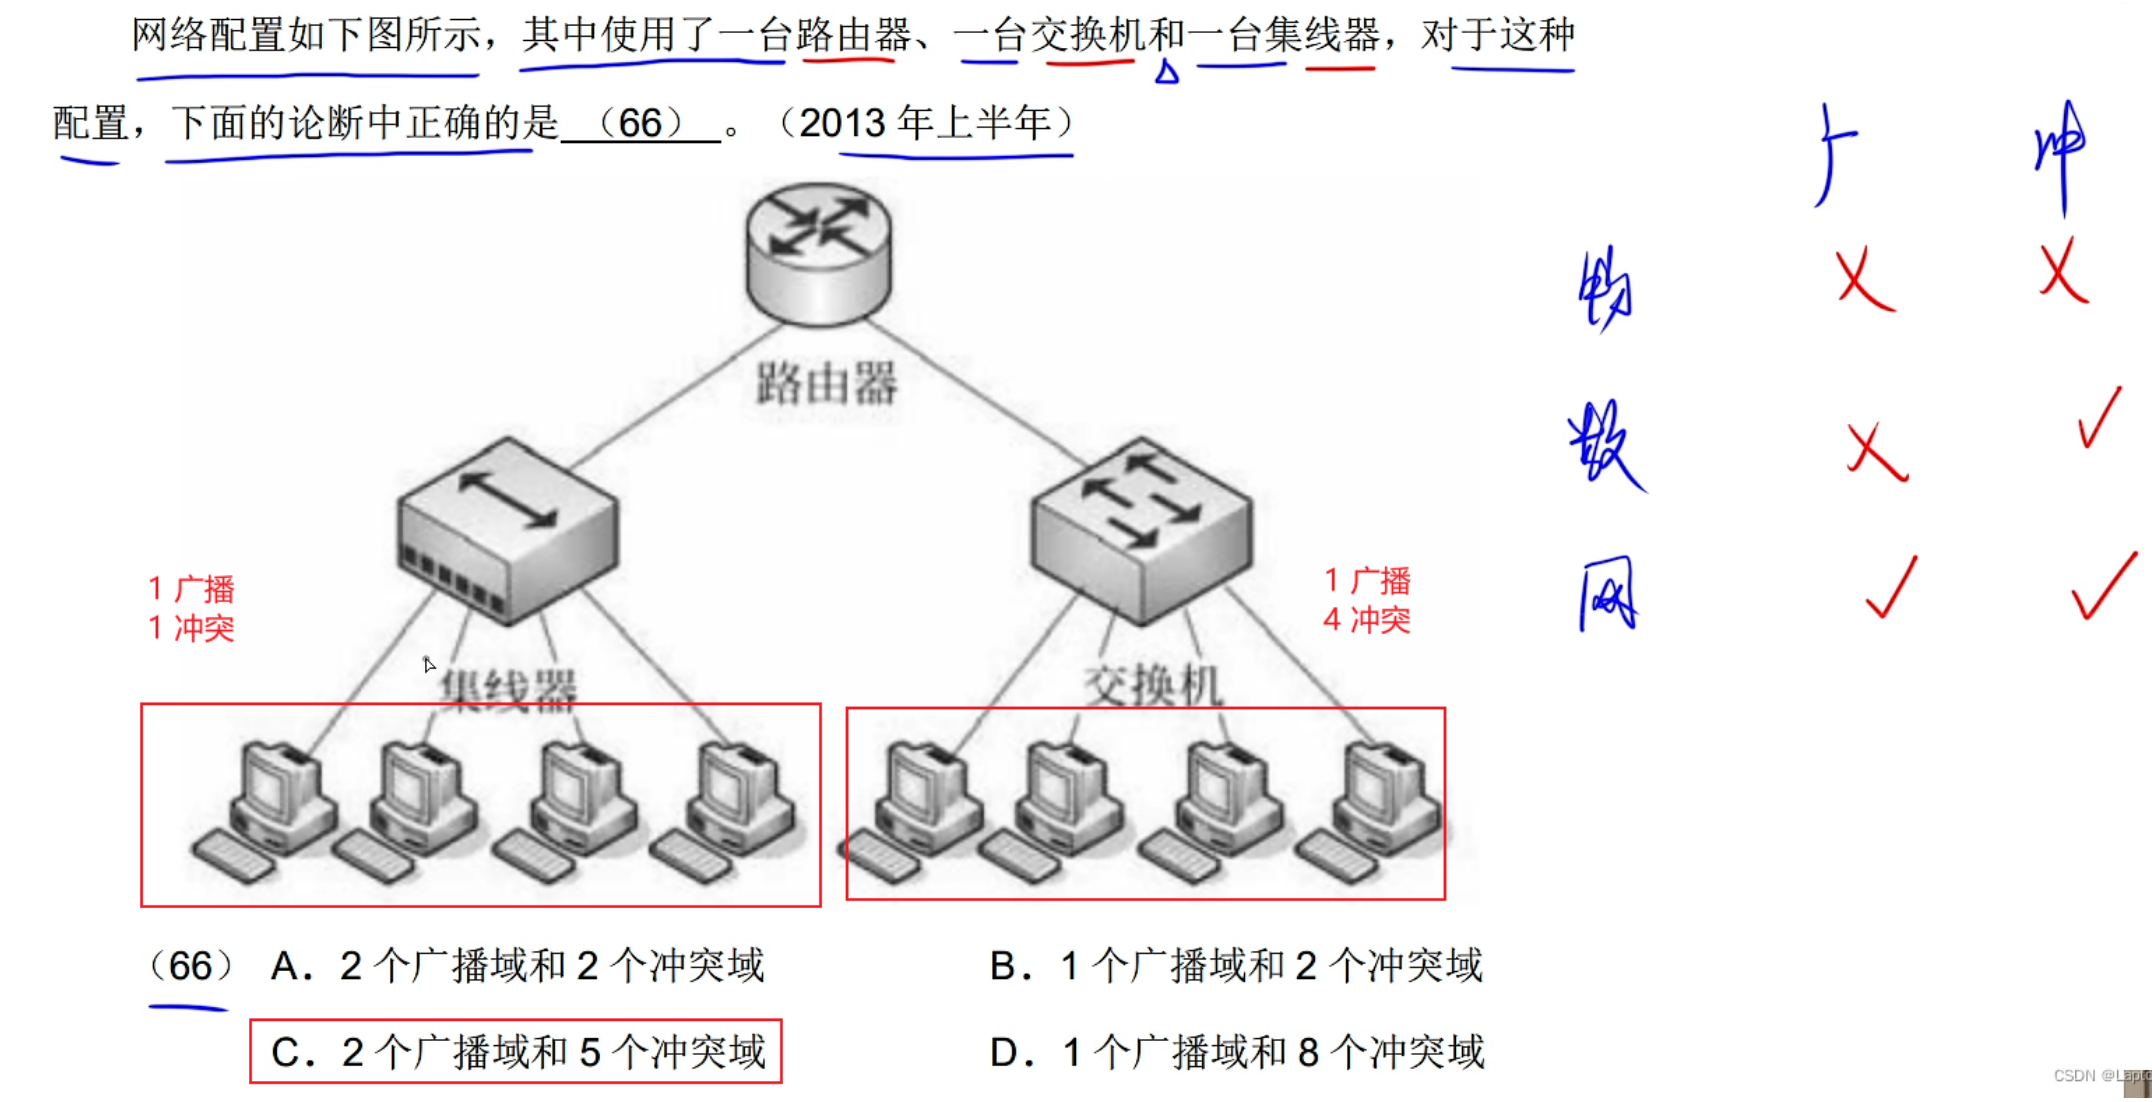 网络配置如下图所示，其中使用了一台路由器、一台交换机和一台集线器，对于这种
配置，下面的论断中正确的是（66）。（2013 年上半年）
广 冲
物
数
网
路由器
集线器
交换机
1 广播
1 冲突
1 广播
4 冲突
（66） A．2 个广播域和 2 个冲突域 B．1 个广播域和 2 个冲突域
C．2 个广播域和 5 个冲突域 D．1 个广播域和 8 个冲突域
CSDN